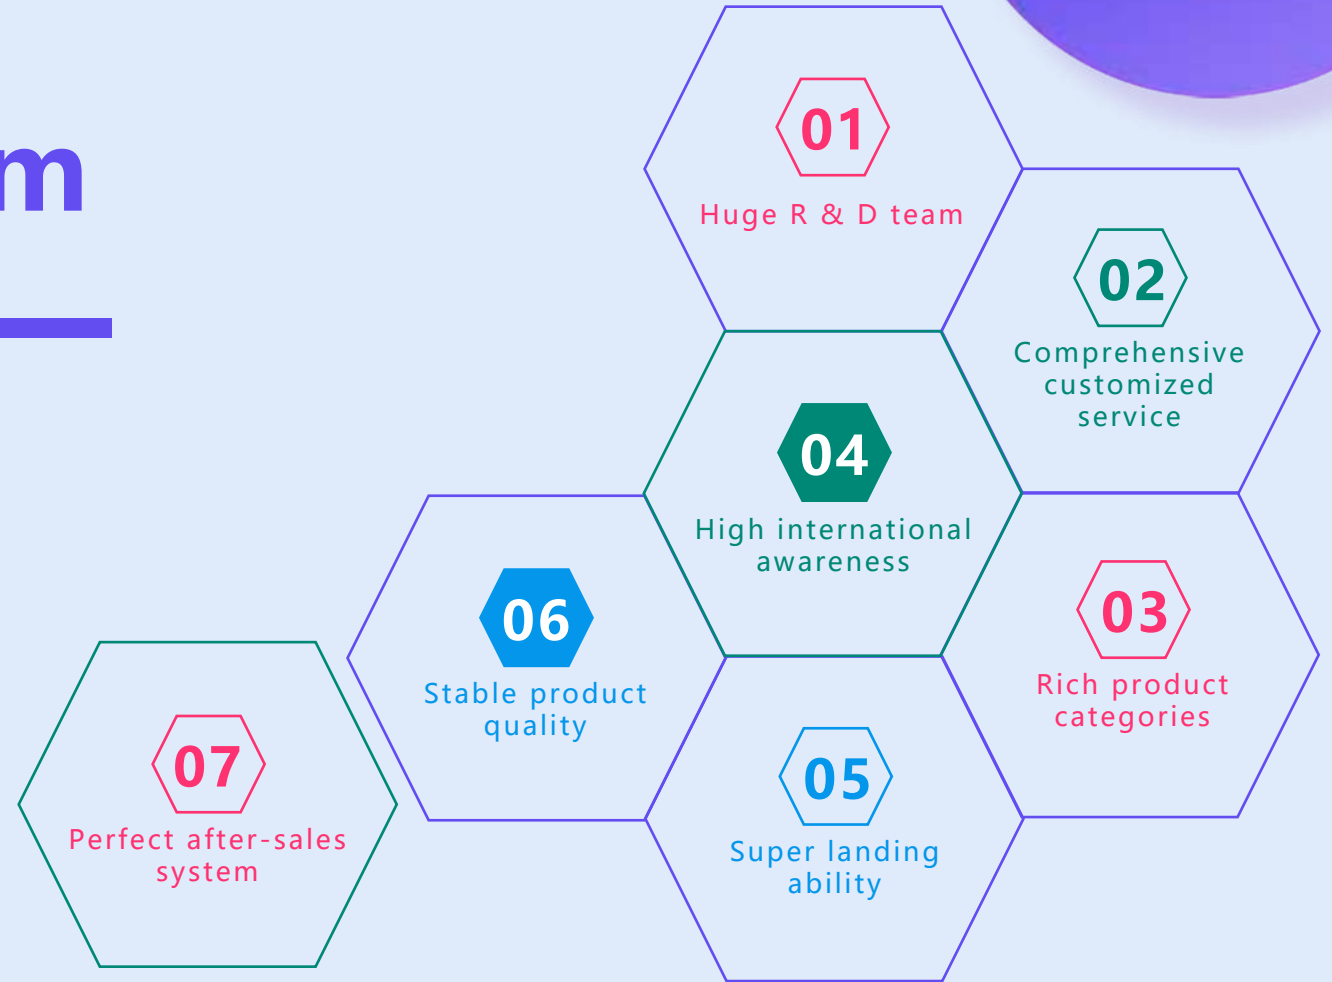 01
Huge R & D team
02
Comprehensive
customized
service
03
Rich product
categories
04
High international
awareness
05
Super landing
ability
06
Stable product
quality
07
Perfect after-sales
system